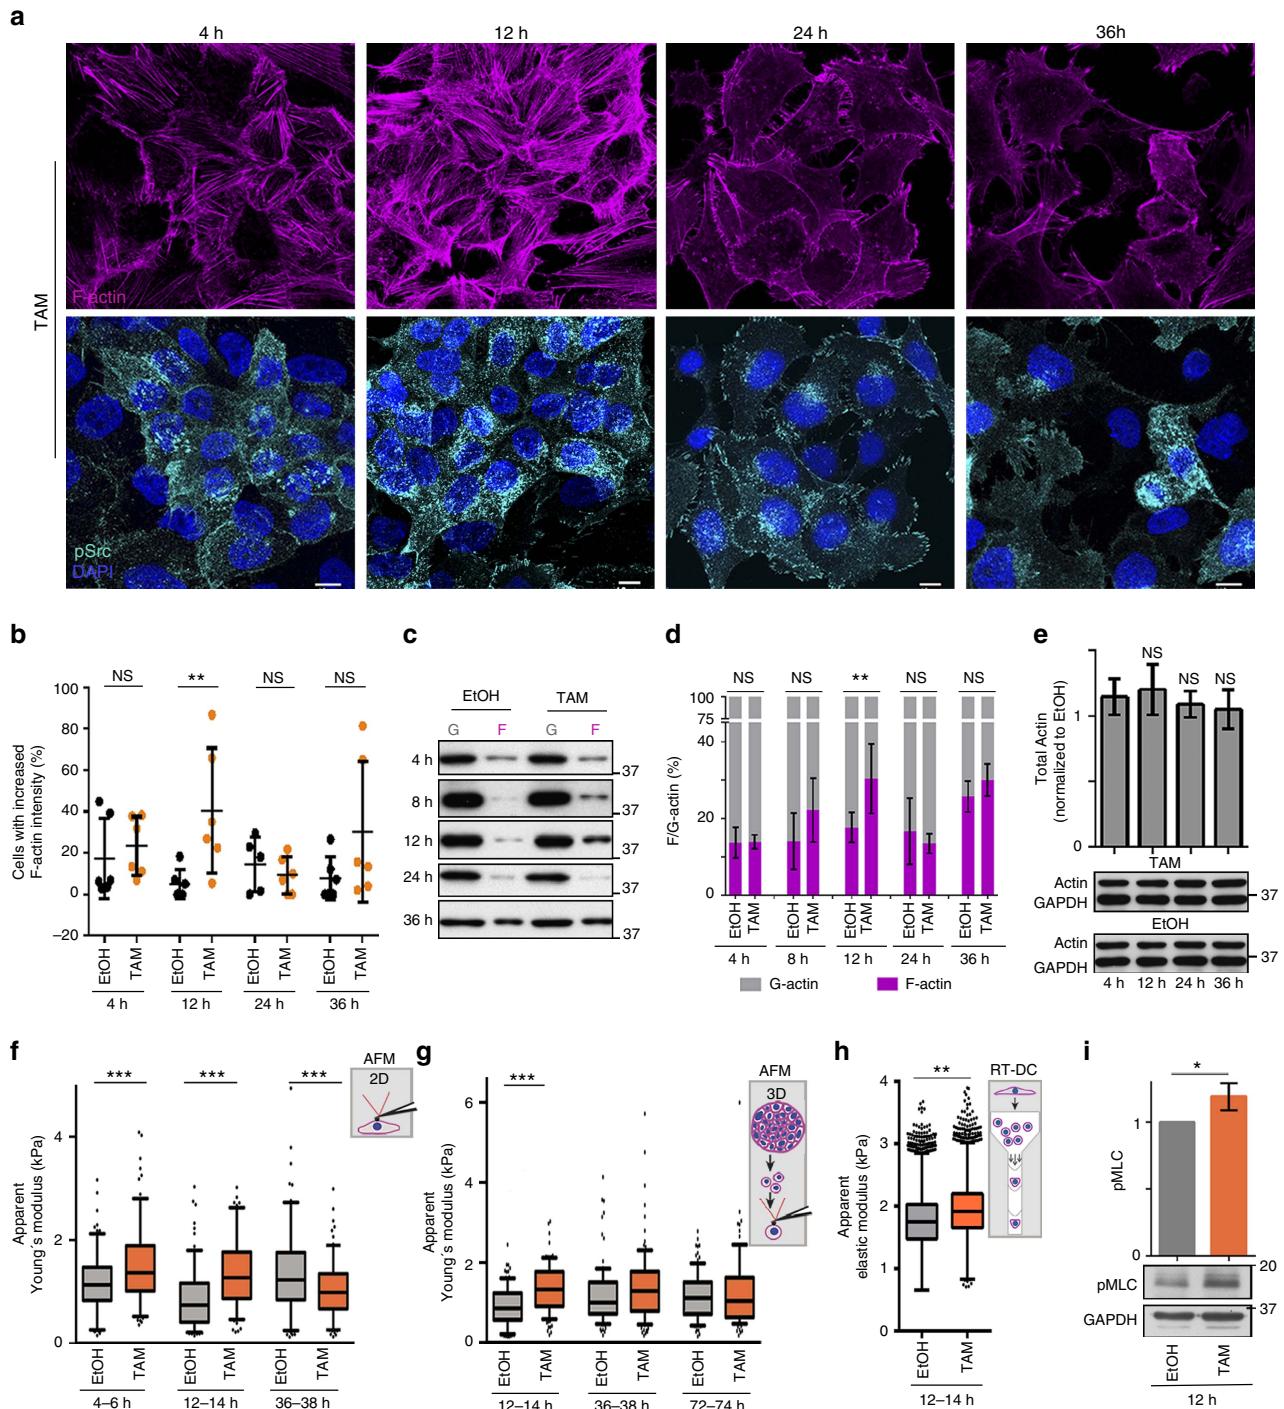 a
4 h
12 h
24 h
36h
TAM
F-actin
pSrc
DAPI
b
Cells with increased
F-actin intensity (%)
100
80
60
40
20
0
–20
NS
**
NS
NS
EtOH
TAM
EtOH
TAM
EtOH
TAM
EtOH
TAM
4 h
12 h
24 h
36 h
c
EtOH
TAM
G
F
G
F
4 h
37
8 h
37
12 h
37
24 h
37
36 h
37
d
F/G-actin (%)
100
75
40
20
0
NS
NS
**
NS
NS
EtOH
TAM
EtOH
TAM
EtOH
TAM
EtOH
TAM
EtOH
TAM
4 h
8 h
12 h
24 h
36 h
G-actin
F-actin
e
Total Actin
(normalized to EtOH)
1
0
NS
NS
NS
TAM
Actin
GAPDH
37
EtOH
Actin
GAPDH
37
4 h
12 h
24 h
36 h
f
Apparent
Young´s modulus (kPa)
4
2
0
***
***
***
AFM
2D
EtOH
TAM
EtOH
TAM
EtOH
TAM
4–6 h
12–14 h
36–38 h
g
Apparent
Young´s modulus (kPa)
6
4
2
0
***
AFM
3D
EtOH
TAM
EtOH
TAM
EtOH
TAM
12–14 h
36–38 h
72–74 h
h
Apparent
elastic modulus (kPa)
4
3
2
1
0
**
RT-DC
EtOH
TAM
12–14 h
i
pMLC
1
0
*
pMLC
20
GAPDH
37
EtOH
TAM
12 h